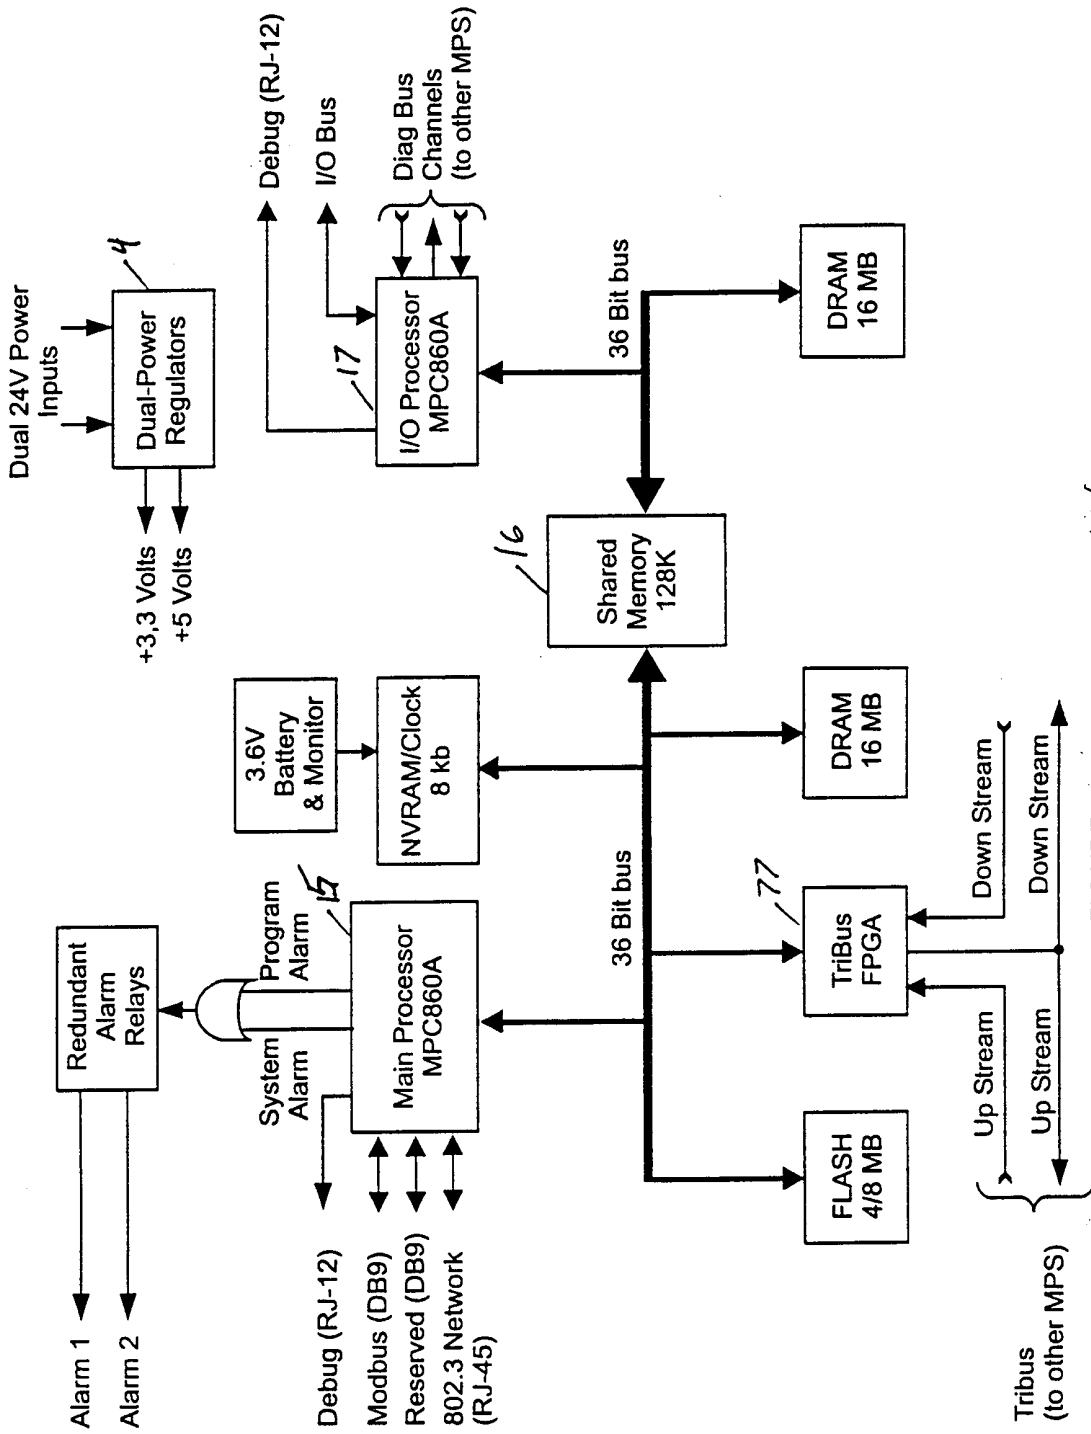 Dual 24V Power
Inputs
4
Dual-Power
Regulators
+3,3 Volts
+5 Volts
Debug (RJ-12)
I/O Bus
Diag Bus
Channels
(to other MPS)
17
I/O Processor
MPC860A
36 Bit bus
DRAM
16 MB
16
Shared
Memory
128K
3.6V
Battery
& Monitor
NVRAM/Clock
8 kb
Redundant
Alarm
Relays
Alarm 1
Alarm 2
System
Alarm
Program
Alarm
15
Main Processor
MPC860A
Debug (RJ-12)
Modbus (DB9)
Reserved (DB9)
802.3 Network
(RJ-45)
36 Bit bus
FLASH
4/8 MB
77
TriBus
FPGA
DRAM
16 MB
Up Stream
Down Stream
Up Stream
Down Stream
Tribus
(to other MPS)